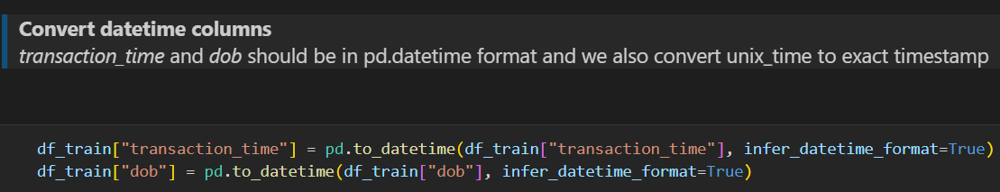 Convert datetime columns
transaction_time and dob should be in pd.datetime format and we also convert unix_time to exact timestamp
df_train["transaction_time"] = pd.to_datetime(df_train["transaction_time"], infer_datetime_format=True)
df_train["dob"] = pd.to_datetime(df_train["dob"], infer_datetime_format=True)